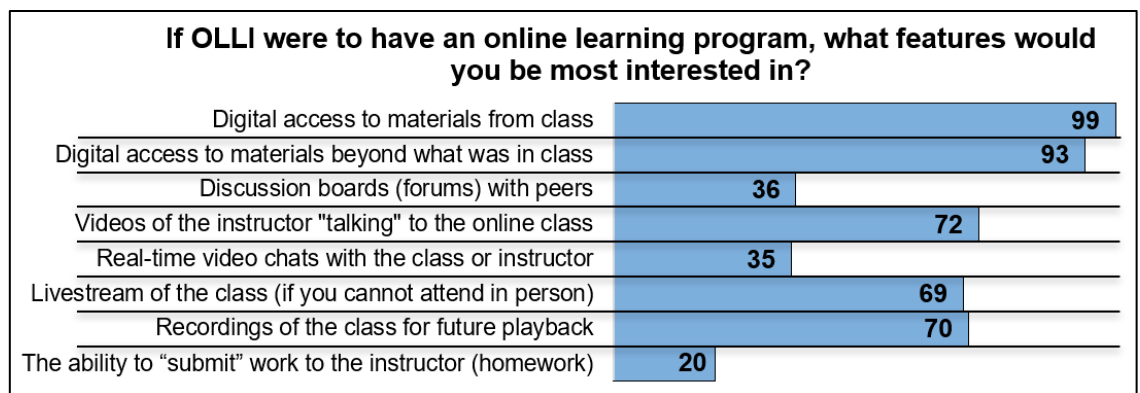 If OLLI were to have an online learning program, what features would
you be most interested in?
Digital access to materials from class 99
Digital access to materials beyond what was in class 93
Discussion boards (forums) with peers 36
Videos of the instructor "talking" to the online class 72
Real-time video chats with the class or instructor 35
Livestream of the class (if you cannot attend in person) 69
Recordings of the class for future playback 70
The ability to “submit” work to the instructor (homework) 20